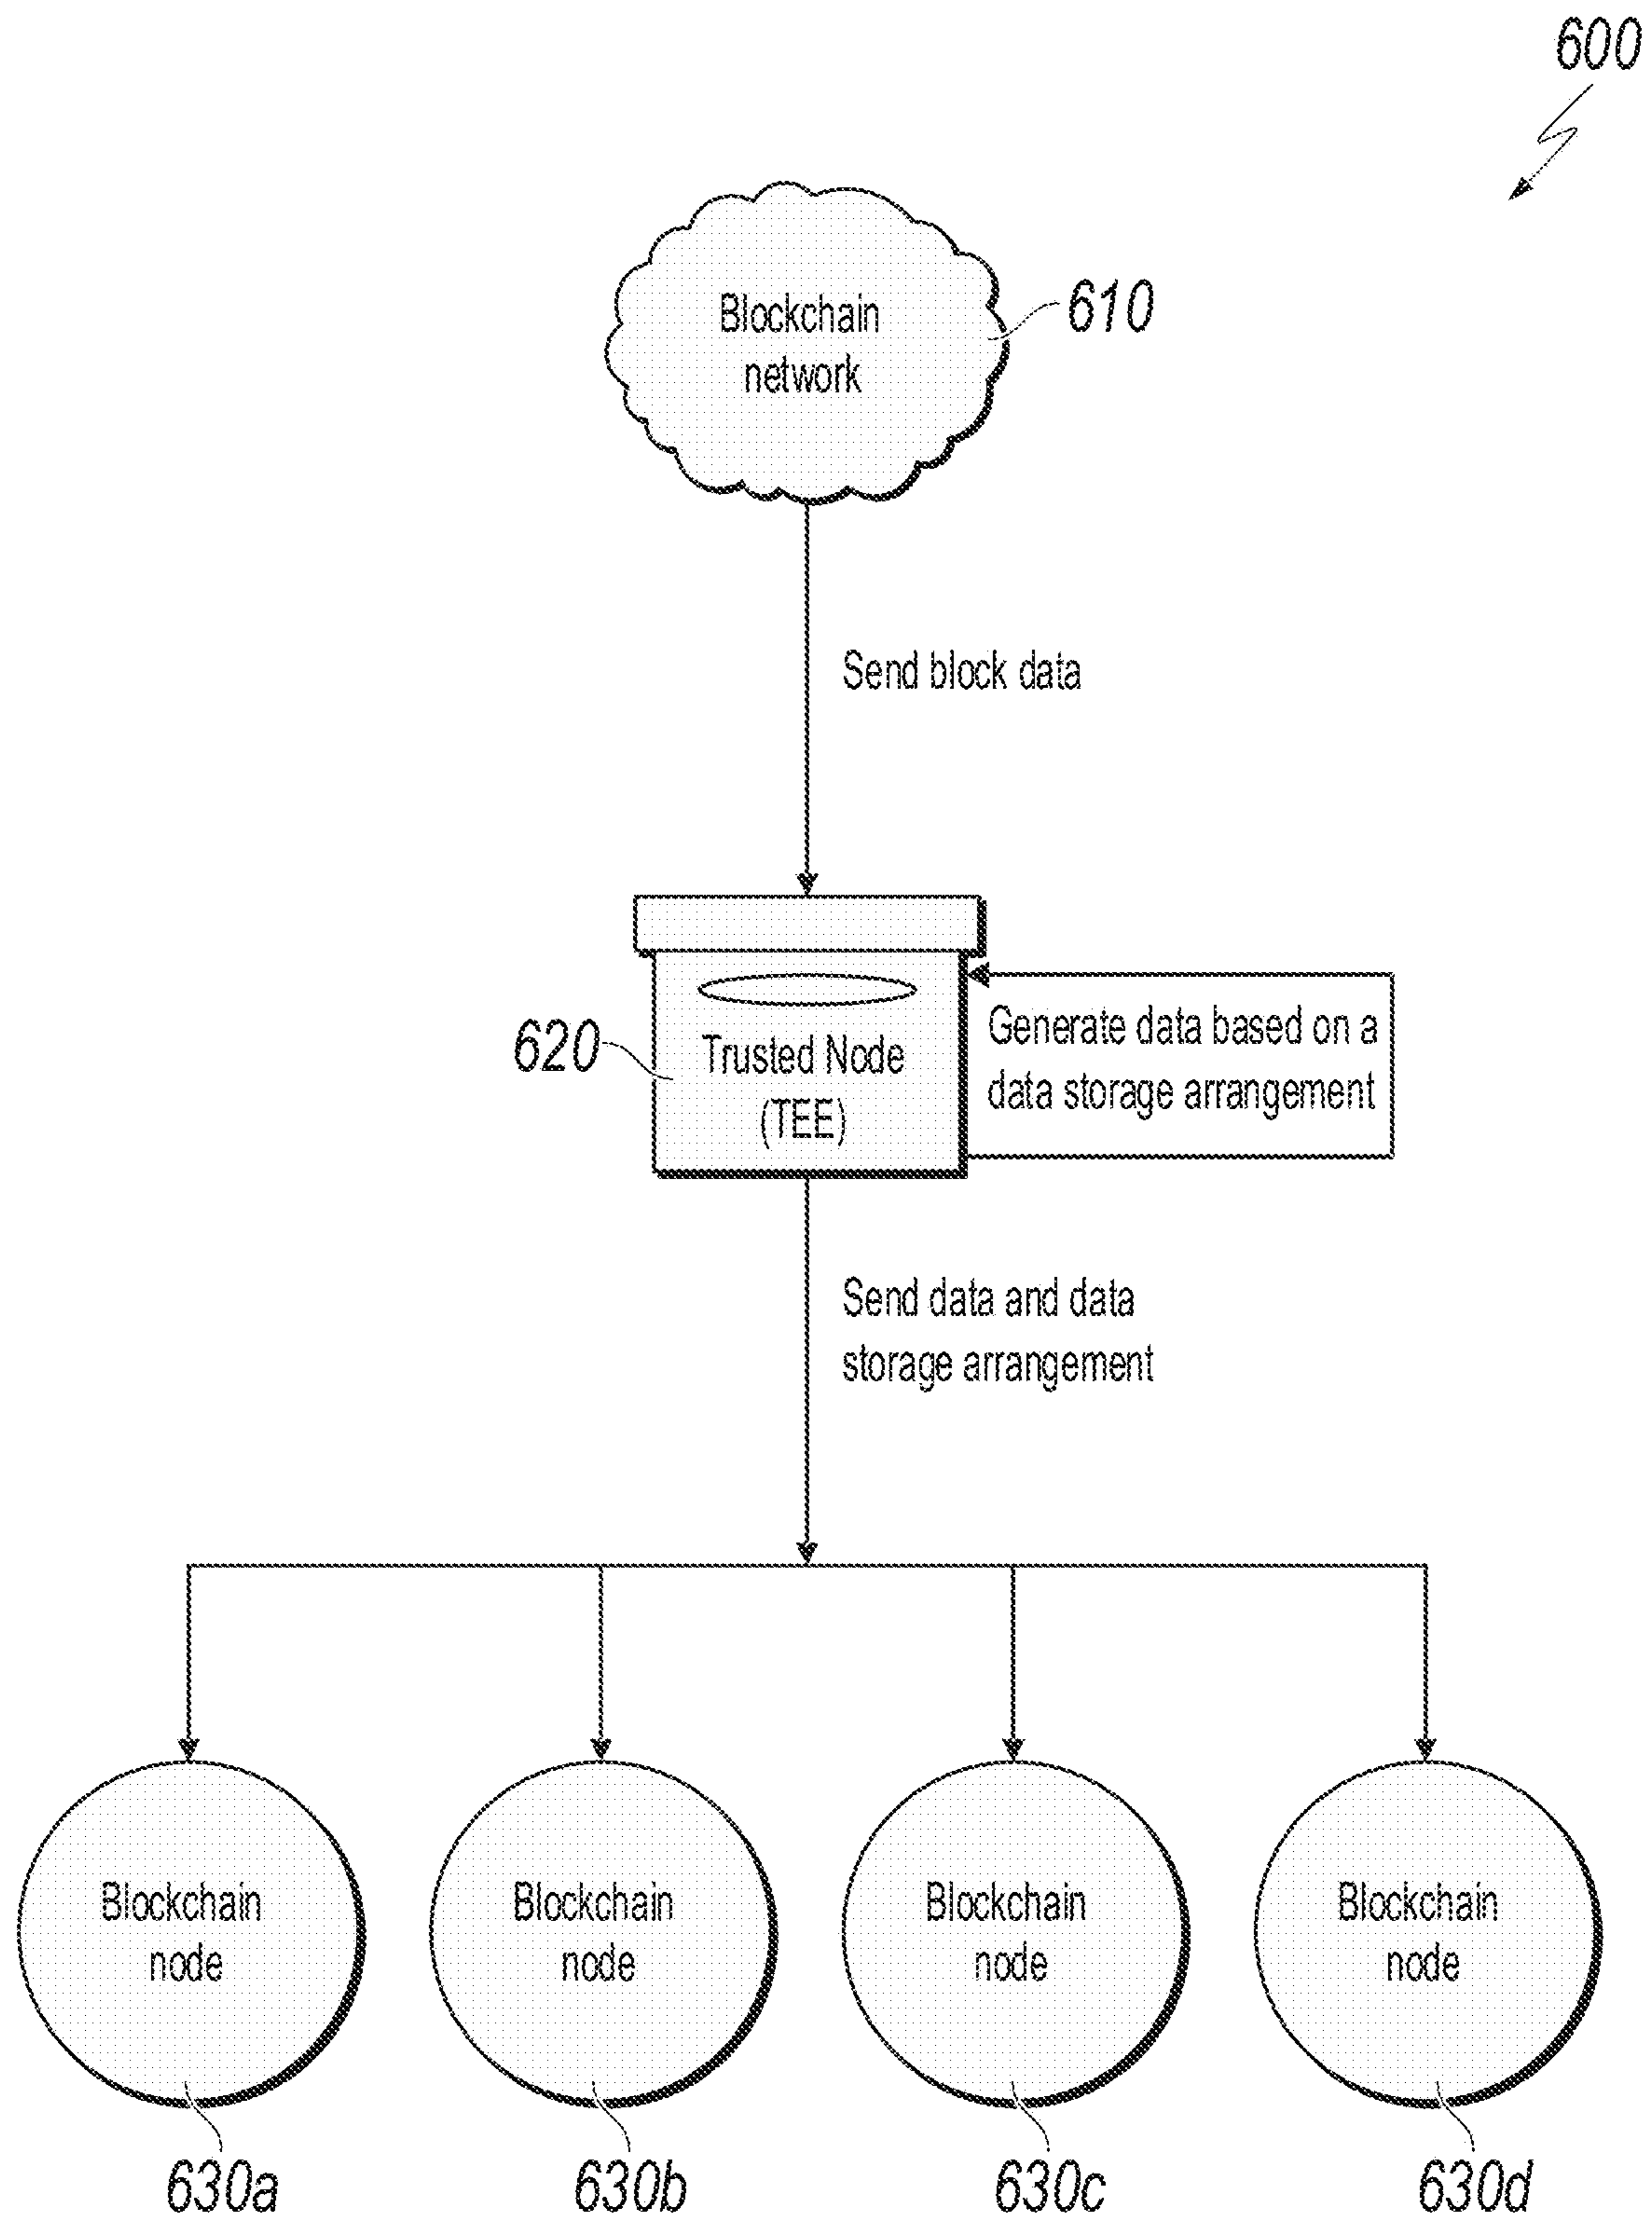 600
Blockchain
network
610
Send block data
620
Trusted Node
(TEE)
Generate data based on a
data storage arrangement
Send data and data
storage arrangement
Blockchain
node
Blockchain
node
Blockchain
node
Blockchain
node
630a
630b
630c
630d